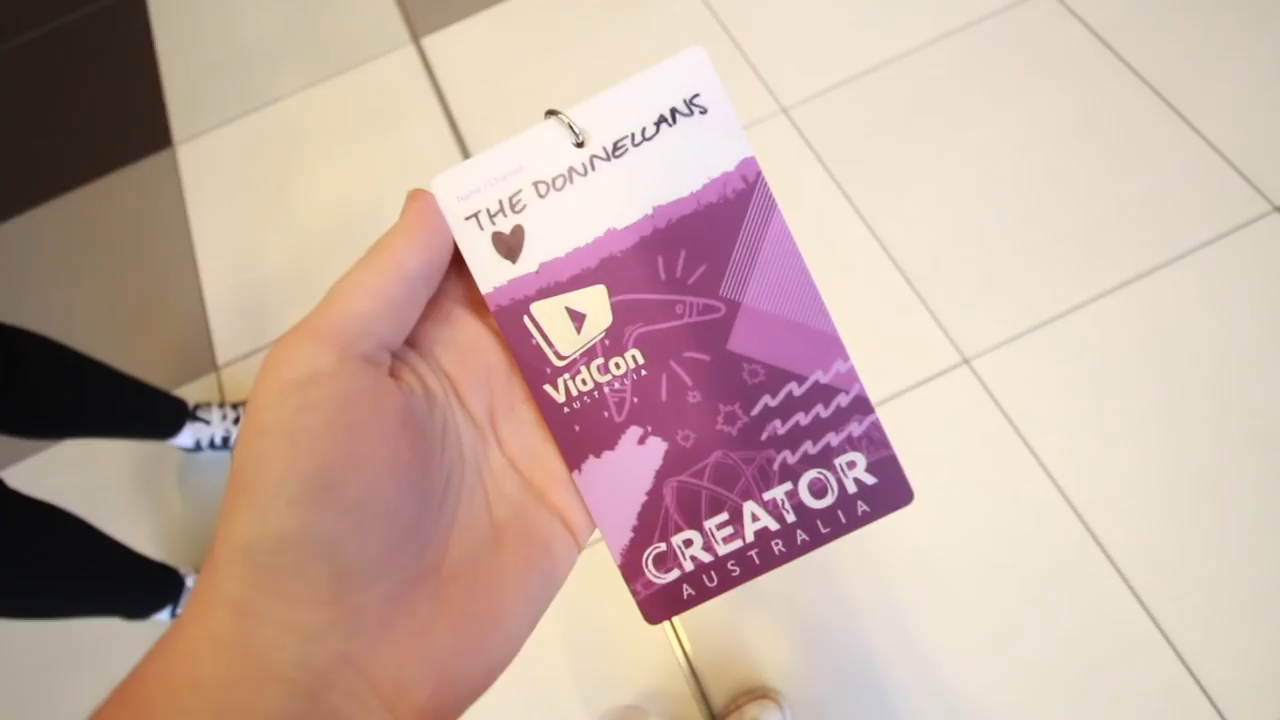 Name / Channel
THE DONNELLANS
VidCon
AUSTRALIA
CREATOR
AUSTRALIA